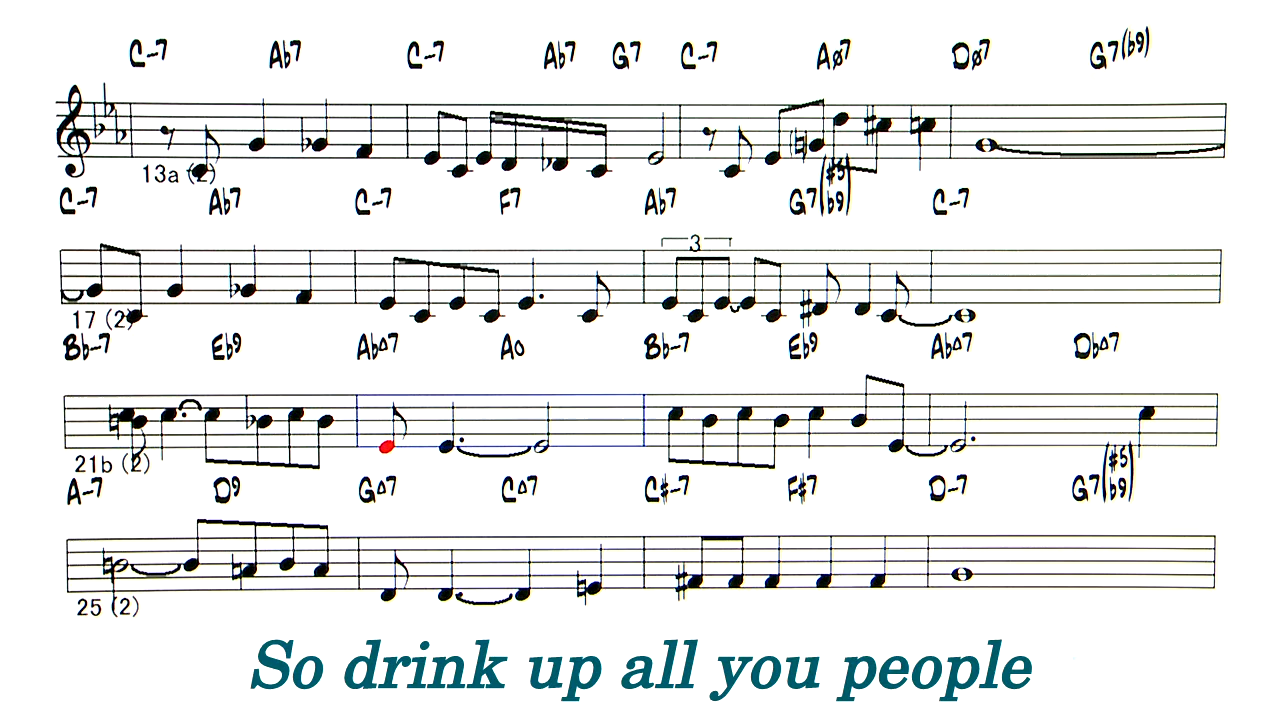 C-7 Ab7 C-7 Ab7 G7 C-7 Aø7 Dø7 G7(b9)
13a (2)
C-7 Ab7 C-7 F7 Ab7 G7(#5 b9) C-7
3
17 (2)
Bb-7 Eb9 AbΔ7 Ao Bb-7 Eb9 AbΔ7 DbΔ7
21b (2)
A-7 D9 GΔ7 CΔ7 C#-7 F#7 D-7 G7(#5 b9)
25 (2)
So drink up all you people